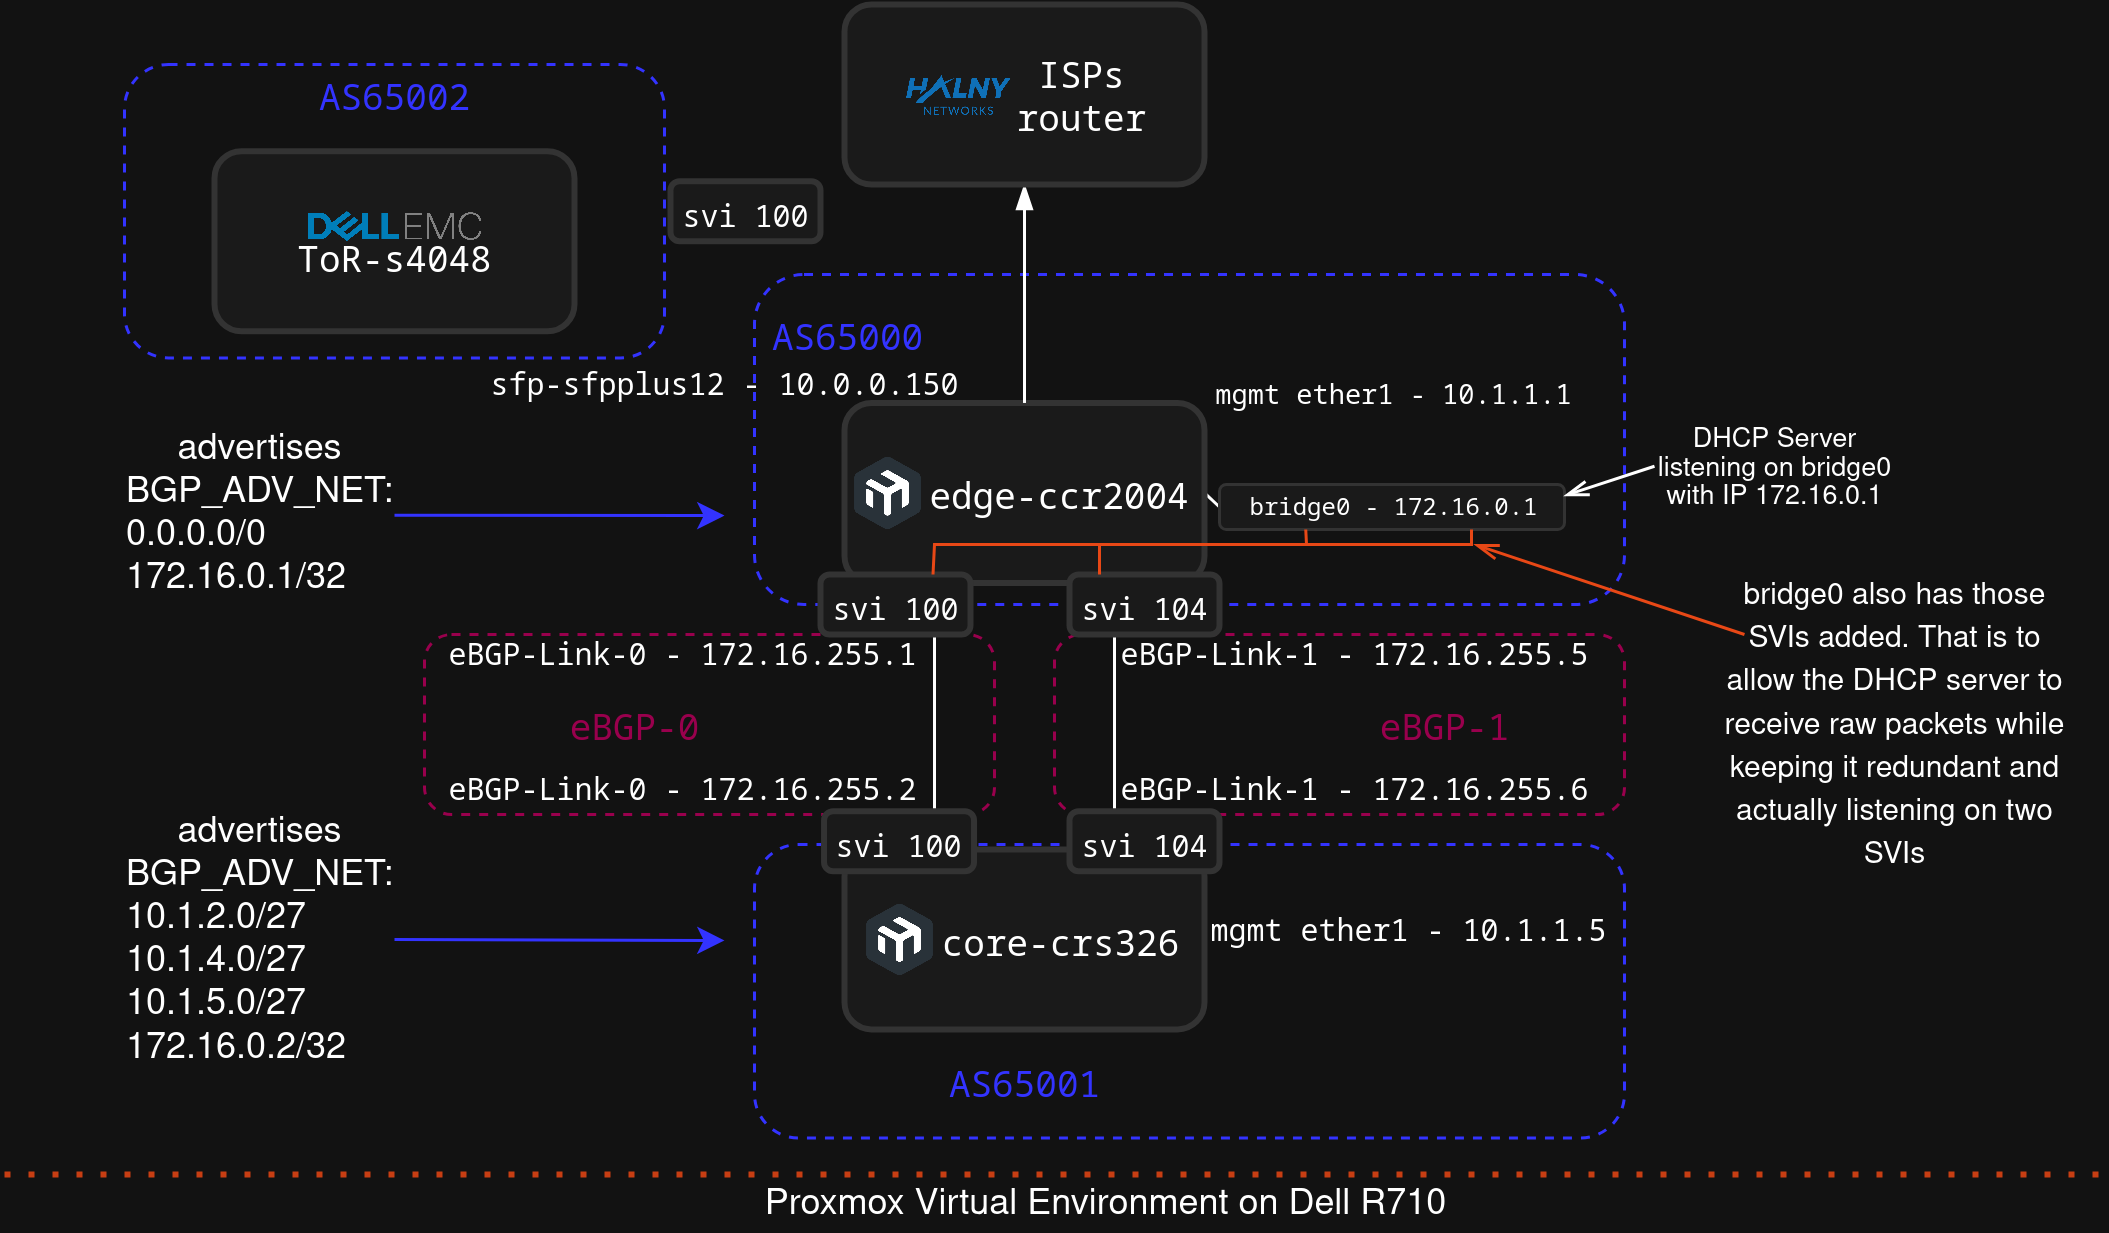 AS65002
DELLEMC
ToR-s4048
svi 100
HALNY
NETWORKS
ISPs
router
AS65000
sfp-sfpplus12 - 10.0.0.150
mgmt ether1 - 10.1.1.1
edge-ccr2004
bridge0 - 172.16.0.1
DHCP Server
listening on bridge0
with IP 172.16.0.1
advertises
BGP_ADV_NET:
0.0.0.0/0
172.16.0.1/32
svi 100
svi 104
bridge0 also has those
SVIs added. That is to
allow the DHCP server to
receive raw packets while
keeping it redundant and
actually listening on two
SVIs
eBGP-Link-0 - 172.16.255.1
eBGP-0
eBGP-Link-0 - 172.16.255.2
eBGP-Link-1 - 172.16.255.5
eBGP-1
eBGP-Link-1 - 172.16.255.6
advertises
BGP_ADV_NET:
10.1.2.0/27
10.1.4.0/27
10.1.5.0/27
172.16.0.2/32
svi 100
svi 104
core-crs326
mgmt ether1 - 10.1.1.5
AS65001
Proxmox Virtual Environment on Dell R710